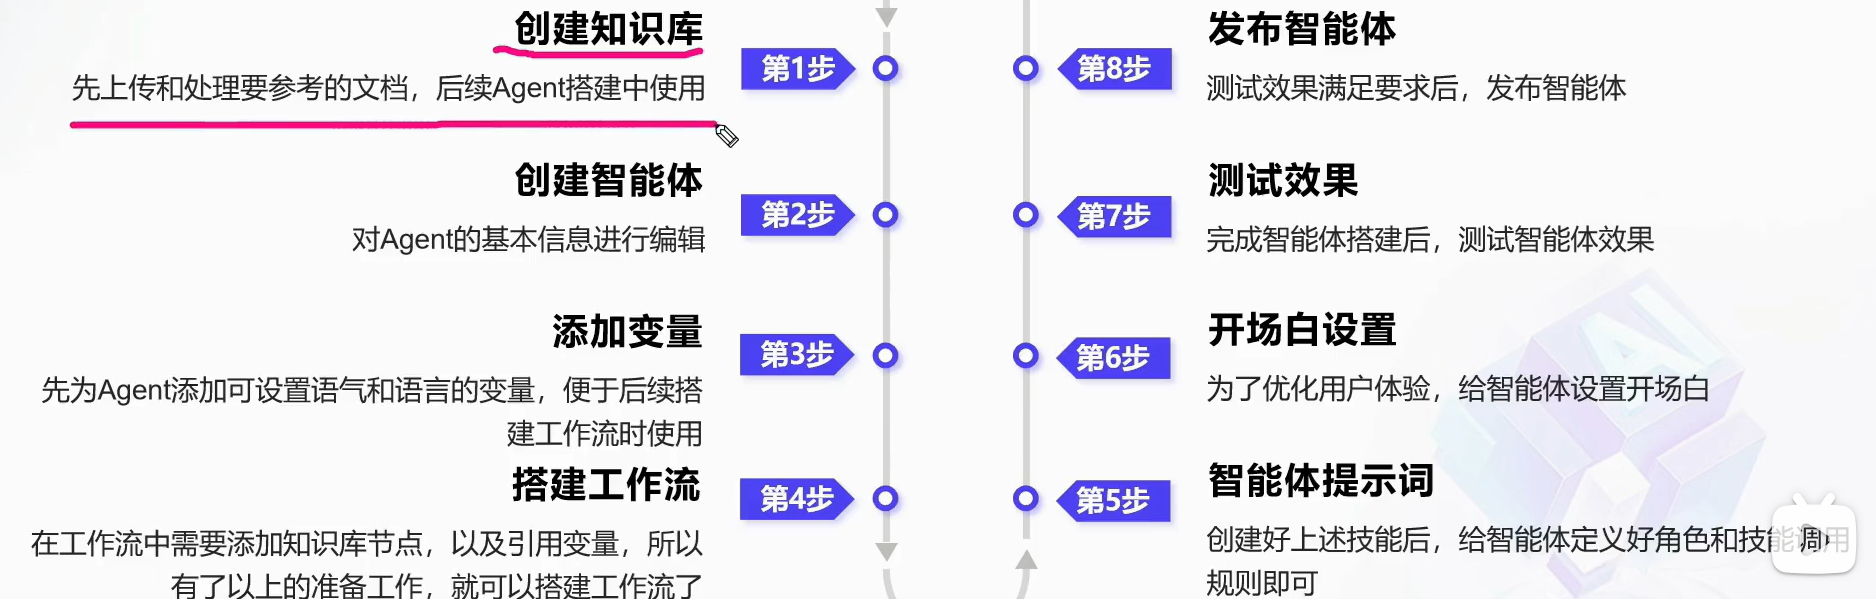 创建知识库
第1步
先上传和处理要参考的文档，后续Agent搭建中使用
创建智能体
第2步
对Agent的基本信息进行编辑
添加变量
第3步
先为Agent添加可设置语气和语言的变量，便于后续搭
建工作流时使用
搭建工作流
第4步
在工作流中需要添加知识库节点，以及引用变量，所以
有了以上的准备工作，就可以搭建工作流了
发布智能体
第8步
测试效果满足要求后，发布智能体
测试效果
第7步
完成智能体搭建后，测试智能体效果
开场白设置
第6步
为了优化用户体验，给智能体设置开场白
智能体提示词
第5步
创建好上述技能后，给智能体定义好角色和技能调用
规则即可